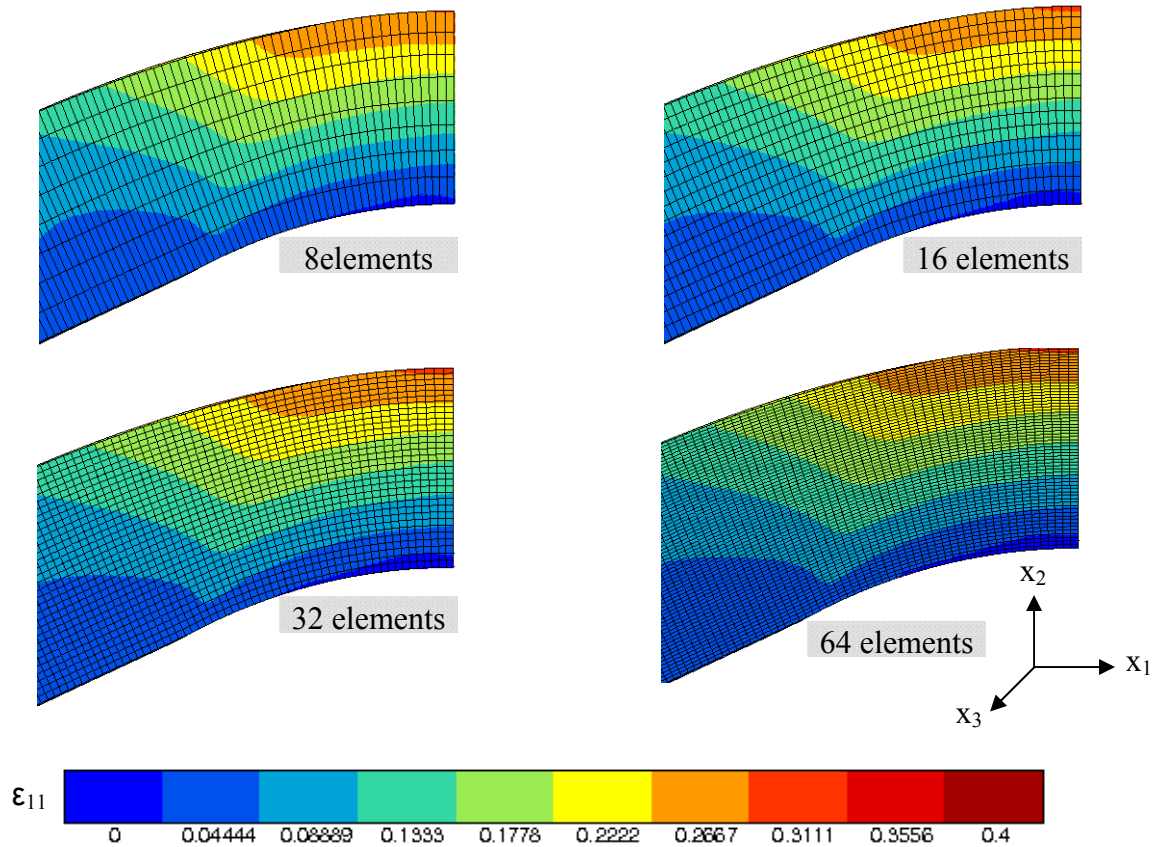 8elements
16 elements
32 elements
64 elements
x2
x1
x3
ε11
0 0.04444 0.08889 0.1333 0.1778 0.2222 0.2667 0.3111 0.3556 0.4